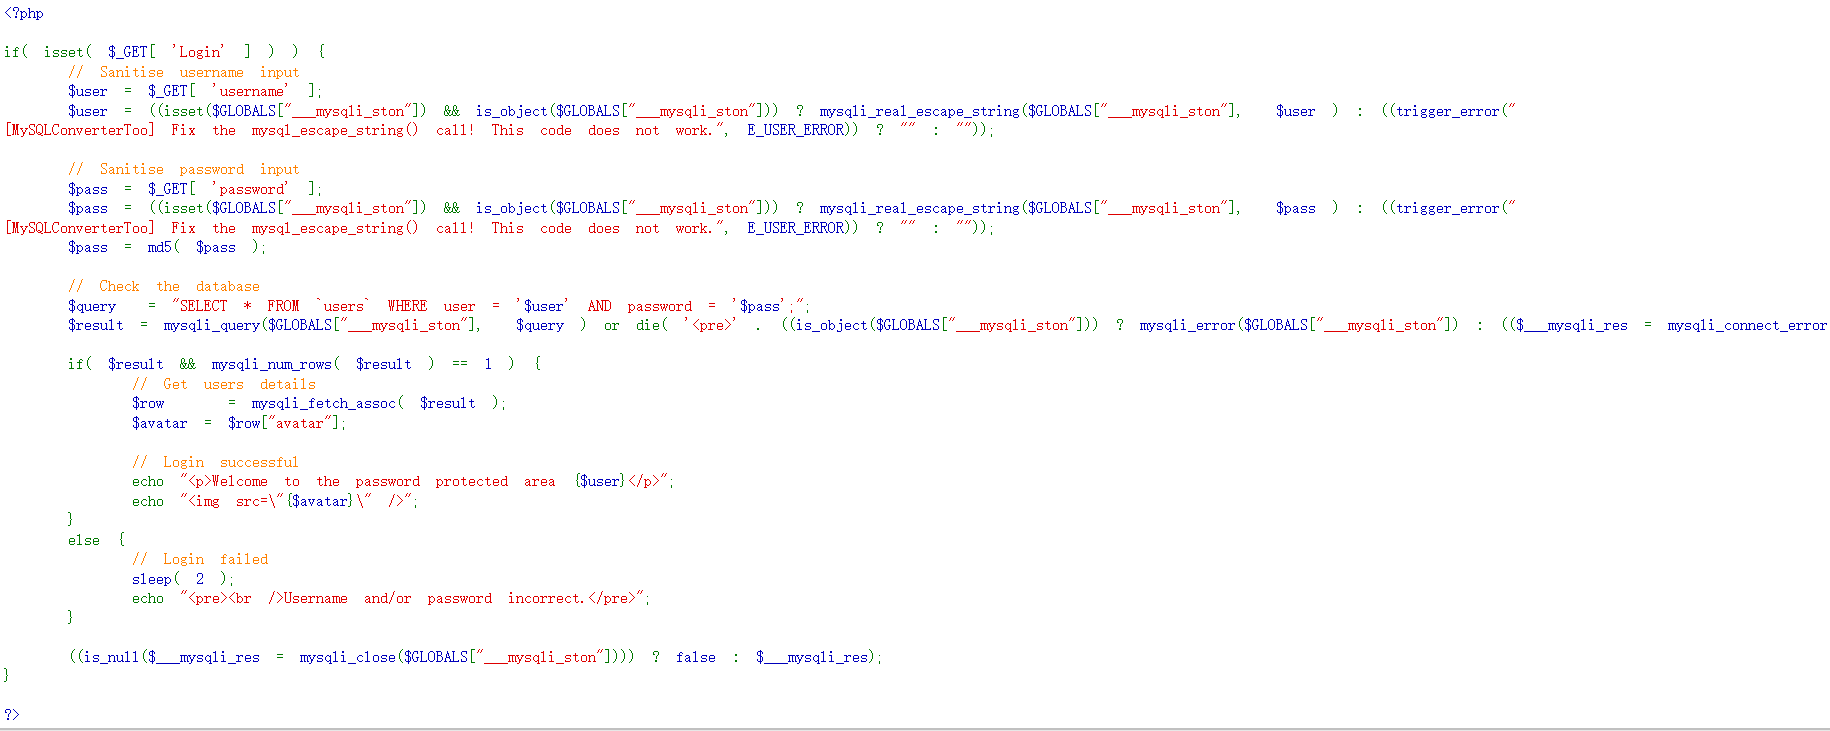 <?php

if( isset( $_GET[ 'Login' ] ) ) {
// Sanitise username input
$user = $_GET[ 'username' ];
$user = ((isset($GLOBALS["___mysqli_ston"]) && is_object($GLOBALS["___mysqli_ston"])) ? mysqli_real_escape_string($GLOBALS["___mysqli_ston"], $user ) : ((trigger_error("
[MySQLConverterToo] Fix the mysql_escape_string() call! This code does not work.", E_USER_ERROR)) ? "" : ""));

// Sanitise password input
$pass = $_GET[ 'password' ];
$pass = ((isset($GLOBALS["___mysqli_ston"]) && is_object($GLOBALS["___mysqli_ston"])) ? mysqli_real_escape_string($GLOBALS["___mysqli_ston"], $pass ) : ((trigger_error("
[MySQLConverterToo] Fix the mysql_escape_string() call! This code does not work.", E_USER_ERROR)) ? "" : ""));
$pass = md5( $pass );

// Check the database
$query = "SELECT * FROM `users` WHERE user = '$user' AND password = '$pass';";
$result = mysqli_query($GLOBALS["___mysqli_ston"], $query ) or die( '<pre>' . ((is_object($GLOBALS["___mysqli_ston"])) ? mysqli_error($GLOBALS["___mysqli_ston"]) : (($___mysqli_res = mysqli_connect_error

if( $result && mysqli_num_rows( $result ) == 1 ) {
// Get users details
$row = mysqli_fetch_assoc( $result );
$avatar = $row["avatar"];

// Login successful
echo "<p>Welcome to the password protected area {$user}</p>";
echo "<img src=\"{$avatar}\" />";
}
else {
// Login failed
sleep( 2 );
echo "<pre><br />Username and/or password incorrect.</pre>";
}

((is_null($___mysqli_res = mysqli_close($GLOBALS["___mysqli_ston"]))) ? false : $___mysqli_res);
}

?>